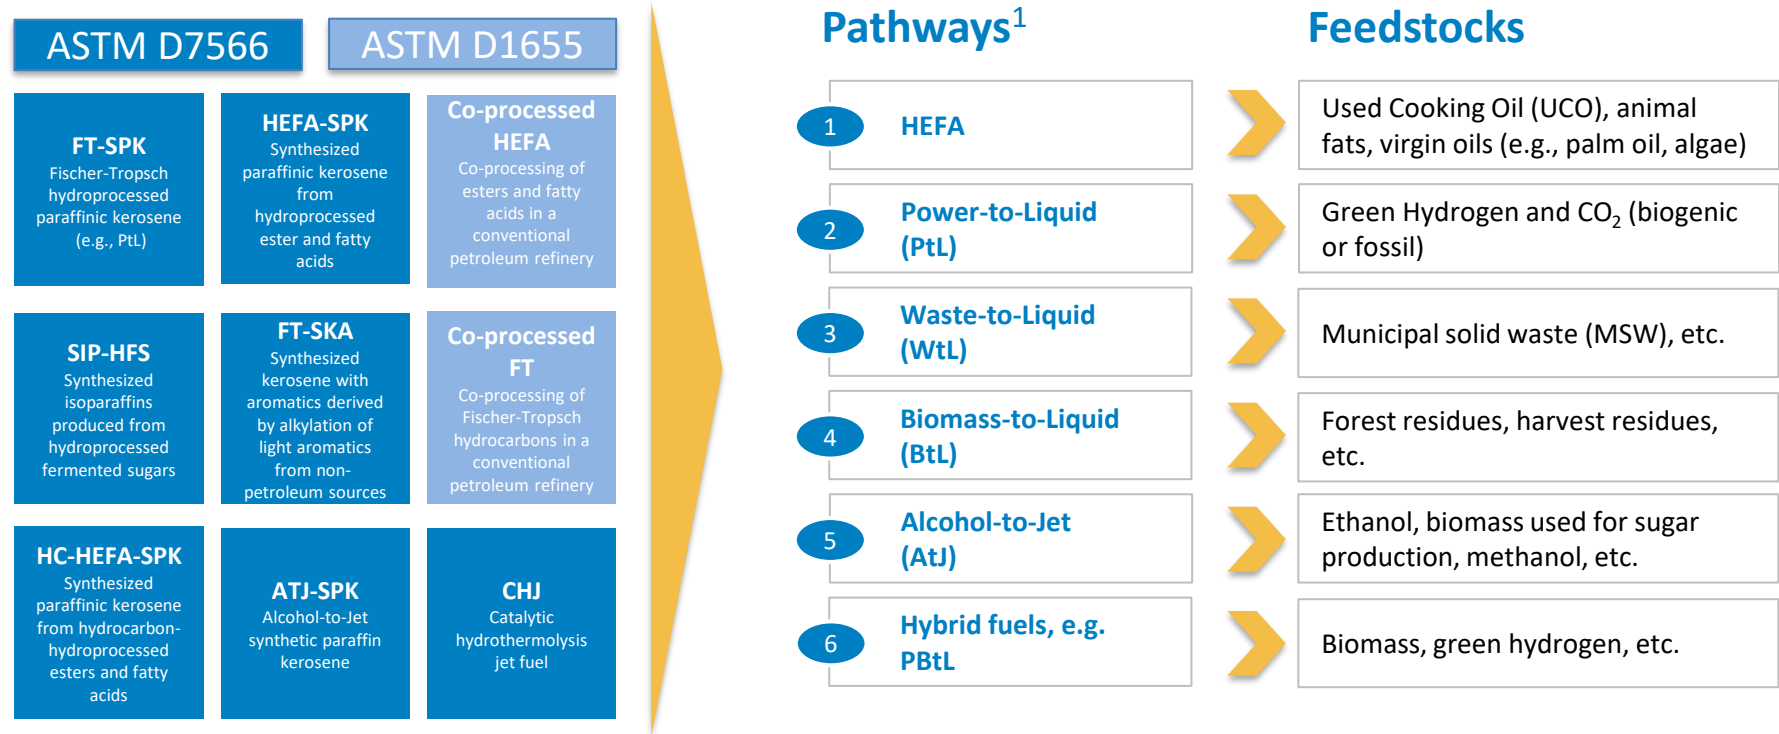 ASTM D7566
ASTM D1655
FT-SPK
Fischer-Tropsch
hydroprocessed
paraffinic kerosene
(e.g., PtL)
HEFA-SPK
Synthesized
paraffinic kerosene
from
hydroprocessed
ester and fatty
acids
Co-processed
HEFA
Co-processing of
esters and fatty
acids in a
conventional
petroleum refinery
SIP-HFS
Synthesized
isoparaffins
produced from
hydroprocessed
fermented sugars
FT-SKA
Synthesized
kerosene with
aromatics derived
by alkylation of
light aromatics
from non-
petroleum sources
Co-processed
FT
Co-processing of
Fischer-Tropsch
hydrocarbons in a
conventional
petroleum refinery
HC-HEFA-SPK
Synthesized
paraffinic kerosene
from hydrocarbon-
hydroprocessed
esters and fatty
acids
ATJ-SPK
Alcohol-to-Jet
synthetic paraffin
kerosene
CHJ
Catalytic
hydrothermolysis
jet fuel
Pathways¹
Feedstocks
1
HEFA
Used Cooking Oil (UCO), animal
fats, virgin oils (e.g., palm oil, algae)
2
Power-to-Liquid
(PtL)
Green Hydrogen and CO₂ (biogenic
or fossil)
3
Waste-to-Liquid
(WtL)
Municipal solid waste (MSW), etc.
4
Biomass-to-Liquid
(BtL)
Forest residues, harvest residues,
etc.
5
Alcohol-to-Jet
(AtJ)
Ethanol, biomass used for sugar
production, methanol, etc.
6
Hybrid fuels, e.g.
PBtL
Biomass, green hydrogen, etc.